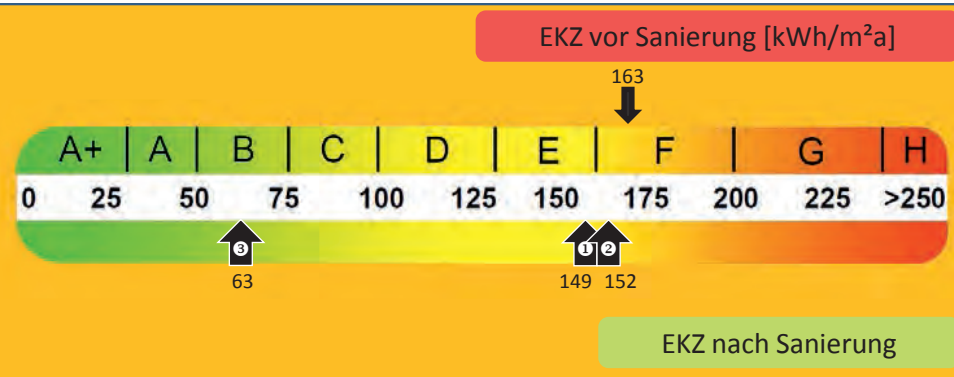 EKZ vor Sanierung [kWh/m²a]
163
A+ A B C D E F G H
0 25 50 75 100 125 150 175 200 225 >250
❸ ❶ ❷
63 149 152
EKZ nach Sanierung